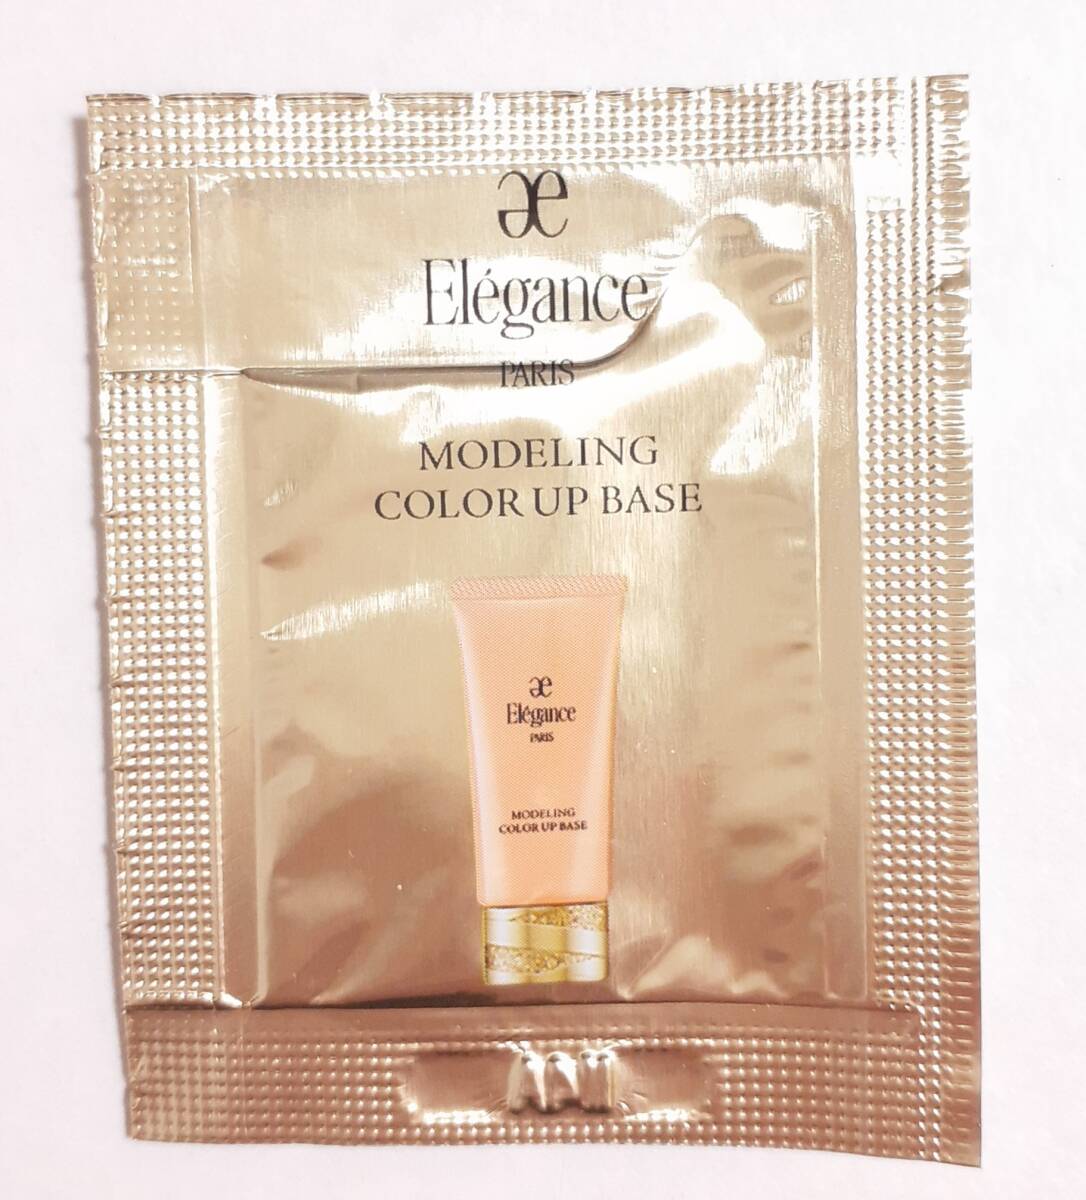 æ
Elégance
PARIS
MODELING
COLOR UP BASE
æ
Elégance
PARIS
MODELING
COLOR UP BASE